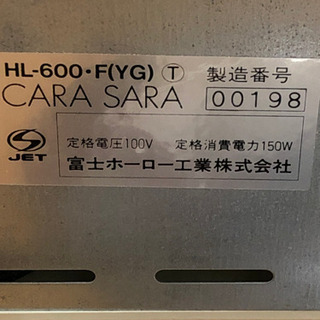 HL-600・F(YG) Ⓣ 製造番号
CARA SARA 00198
JET 定格電圧100V 定格消費電力150W
富士ホーロー工業株式会社